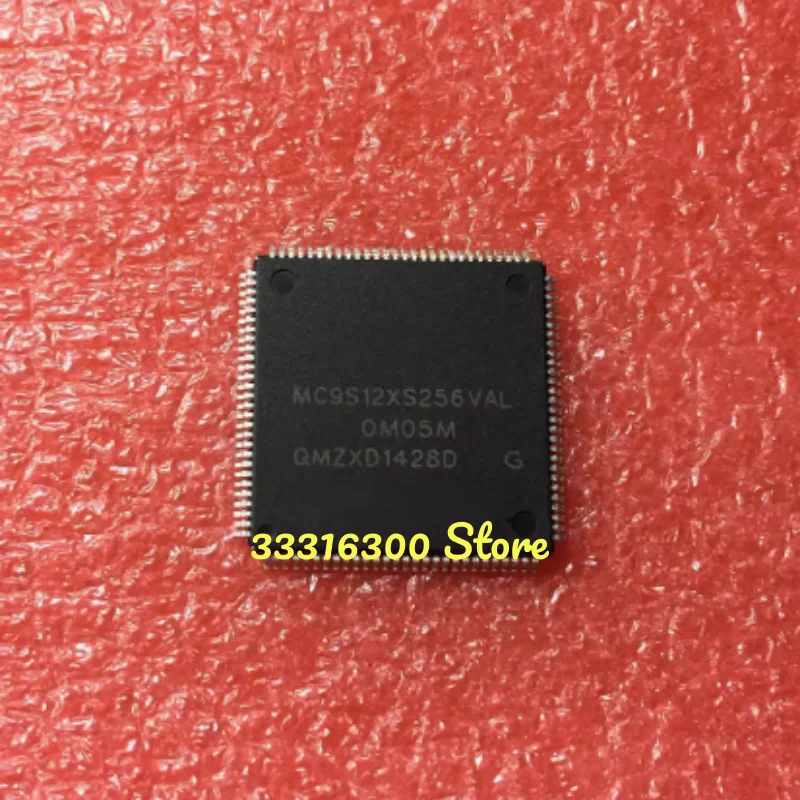 MC9S12XS256VAL
0M05M
QMZXD1428D G
33316300 Store